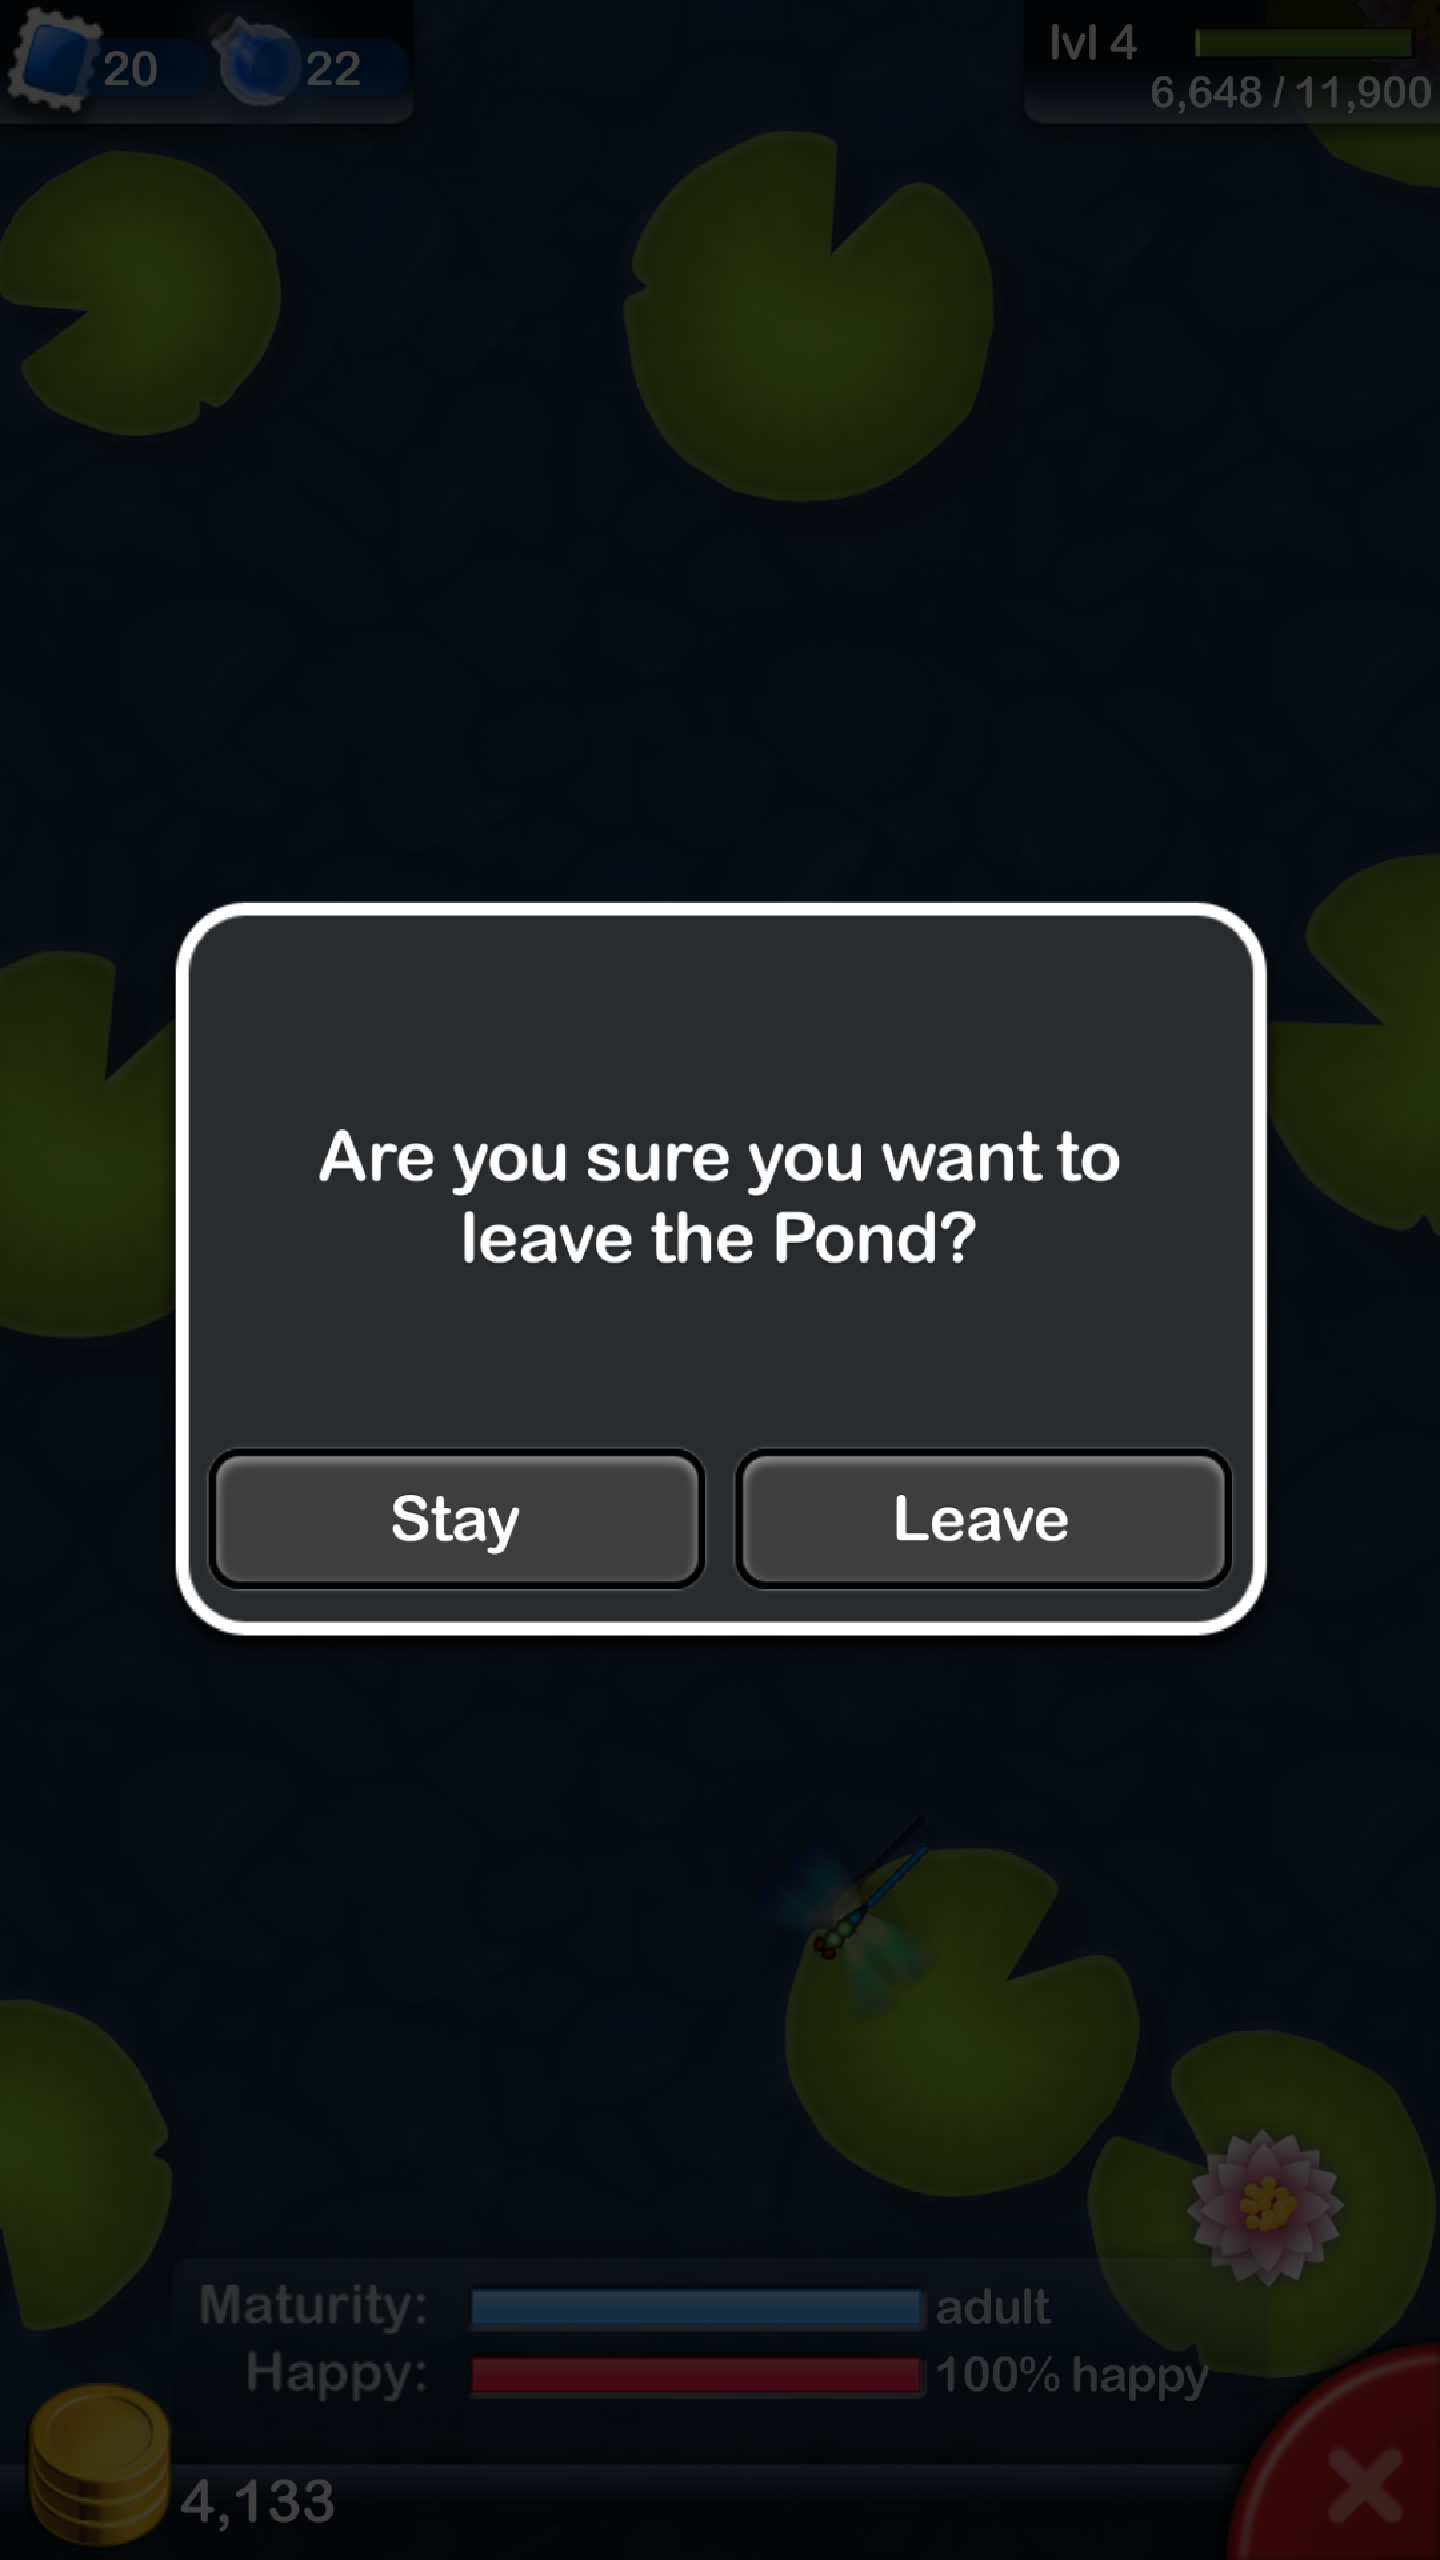 20
22
lvl 4
6,648 / 11,900
Are you sure you want to
leave the Pond?
Stay
Leave
Maturity:
adult
Happy:
100% happy
4,133